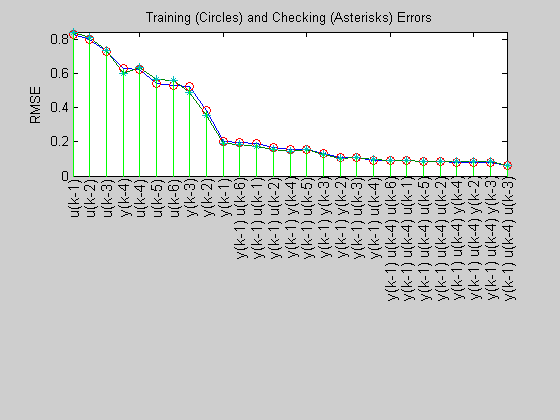 Training (Circles) and Checking (Asterisks) Errors
RMSE
0.8
0.6
0.4
0.2
0
u(k-1)
u(k-2)
u(k-3)
y(k-4)
u(k-4)
u(k-5)
u(k-6)
y(k-3)
y(k-2)
y(k-1)
y(k-1) u(k-6)
y(k-1) u(k-1)
y(k-1) u(k-2)
y(k-1) y(k-4)
y(k-1) u(k-5)
y(k-1) y(k-3)
y(k-1) y(k-2)
y(k-1) u(k-3)
y(k-1) u(k-4)
y(k-1) u(k-4) u(k-6)
y(k-1) u(k-4) u(k-1)
y(k-1) u(k-4) u(k-5)
y(k-1) u(k-4) u(k-2)
y(k-1) u(k-4) y(k-4)
y(k-1) u(k-4) y(k-2)
y(k-1) u(k-4) y(k-3)
y(k-1) u(k-4) u(k-3)